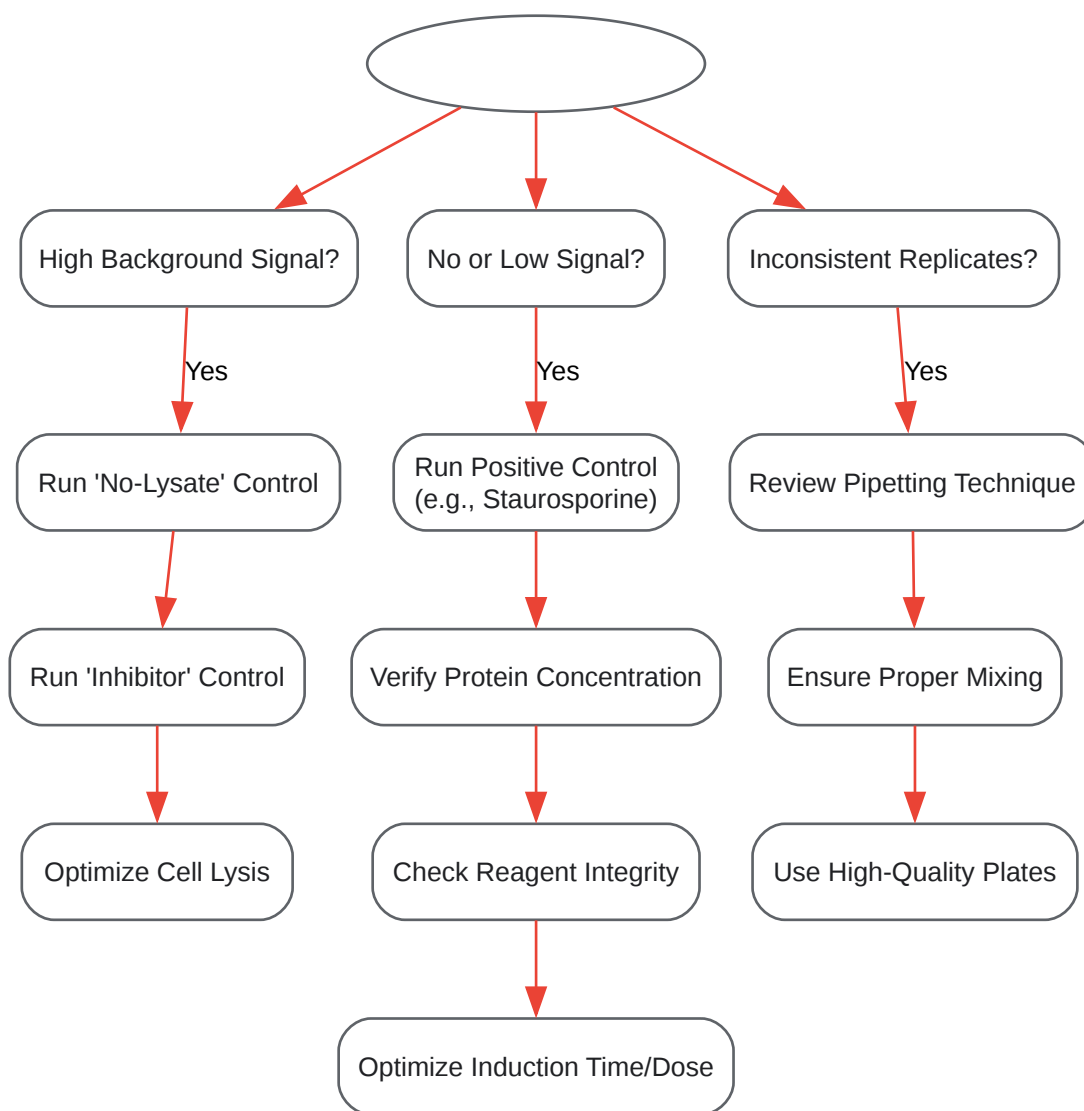 High Background Signal?
No or Low Signal?
Inconsistent Replicates?
Yes
Yes
Yes
Run 'No-Lysate' Control
Run Positive Control
(e.g., Staurosporine)
Review Pipetting Technique
Run 'Inhibitor' Control
Verify Protein Concentration
Ensure Proper Mixing
Optimize Cell Lysis
Check Reagent Integrity
Use High-Quality Plates
Optimize Induction Time/Dose